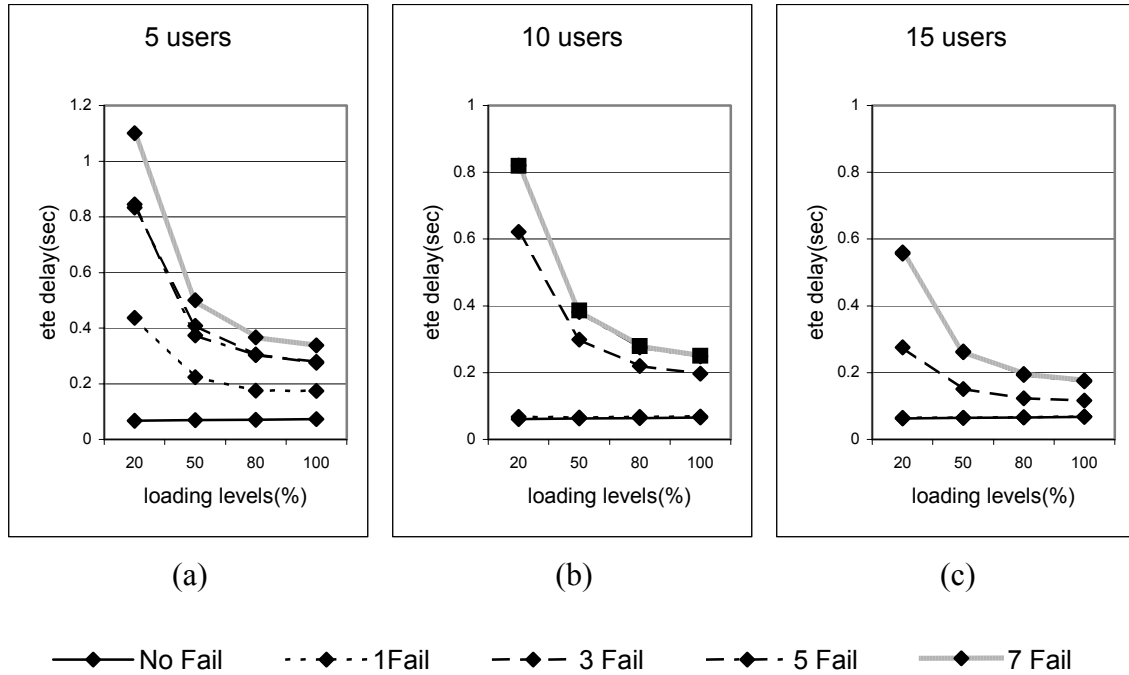 5 users
1.2
1
0.8
0.6
0.4
0.2
0
ete delay(sec)
20 50 80 100
loading levels(%)
10 users
1
0.8
0.6
0.4
0.2
0
ete delay(sec)
20 50 80 100
loading levels(%)
15 users
1
0.8
0.6
0.4
0.2
0
ete delay(sec)
20 50 80 100
loading levels(%)
(a) (b) (c)
No Fail 1Fail 3 Fail 5 Fail 7 Fail